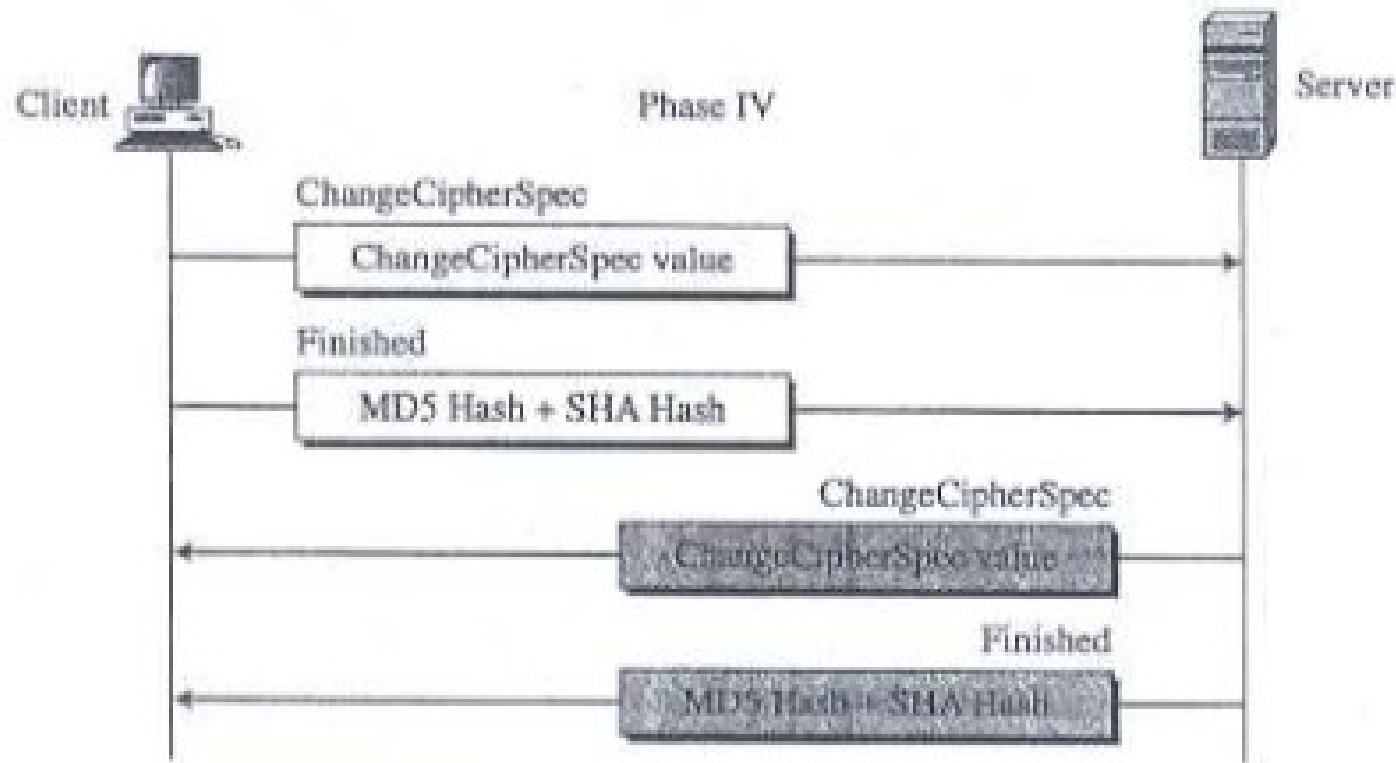 Client
Phase IV
Server
ChangeCipherSpec
ChangeCipherSpec value
Finished
MD5 Hash + SHA Hash
ChangeCipherSpec
ChangeCipherSpec value
Finished
MD5 Hash + SHA Hash